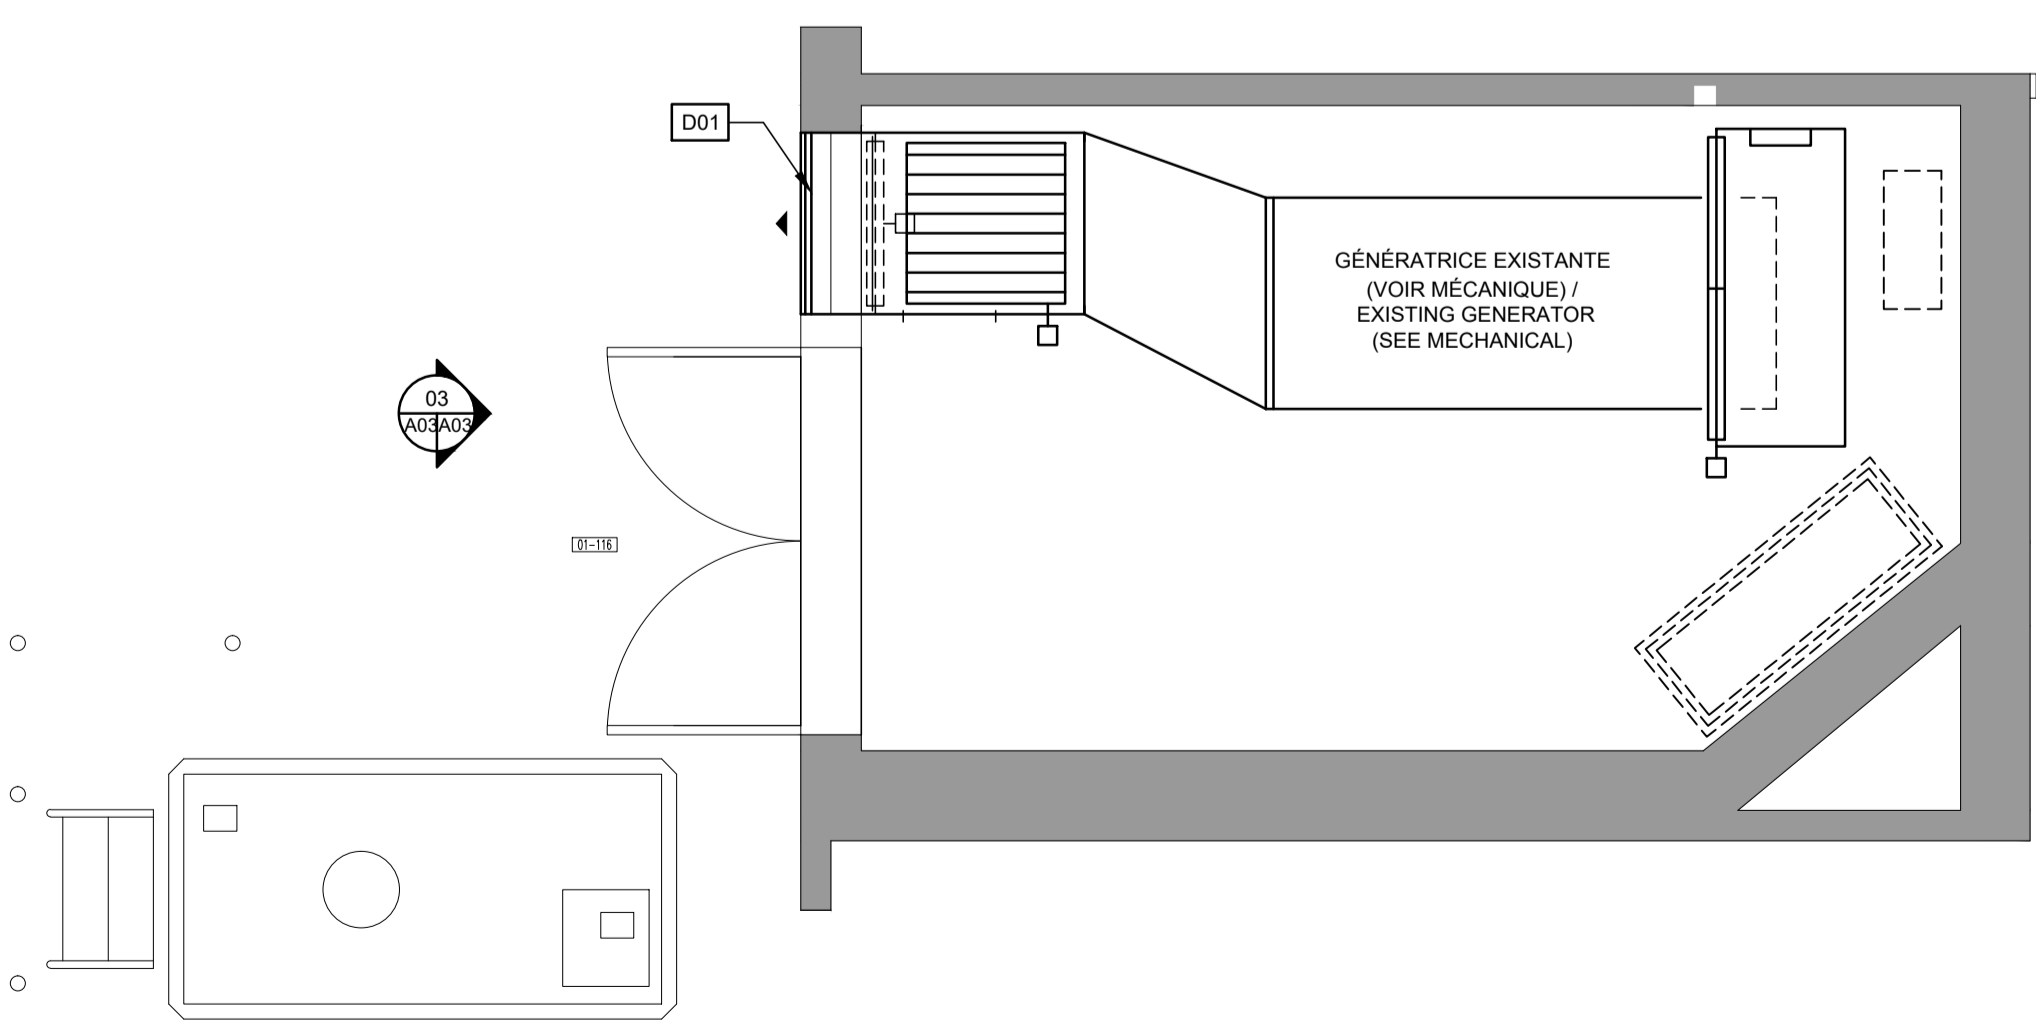 D01
GÉNÉRATRICE EXISTANTE
(VOIR MÉCANIQUE) /
EXISTING GENERATOR
(SEE MECHANICAL)
03
A03 A03
01-116